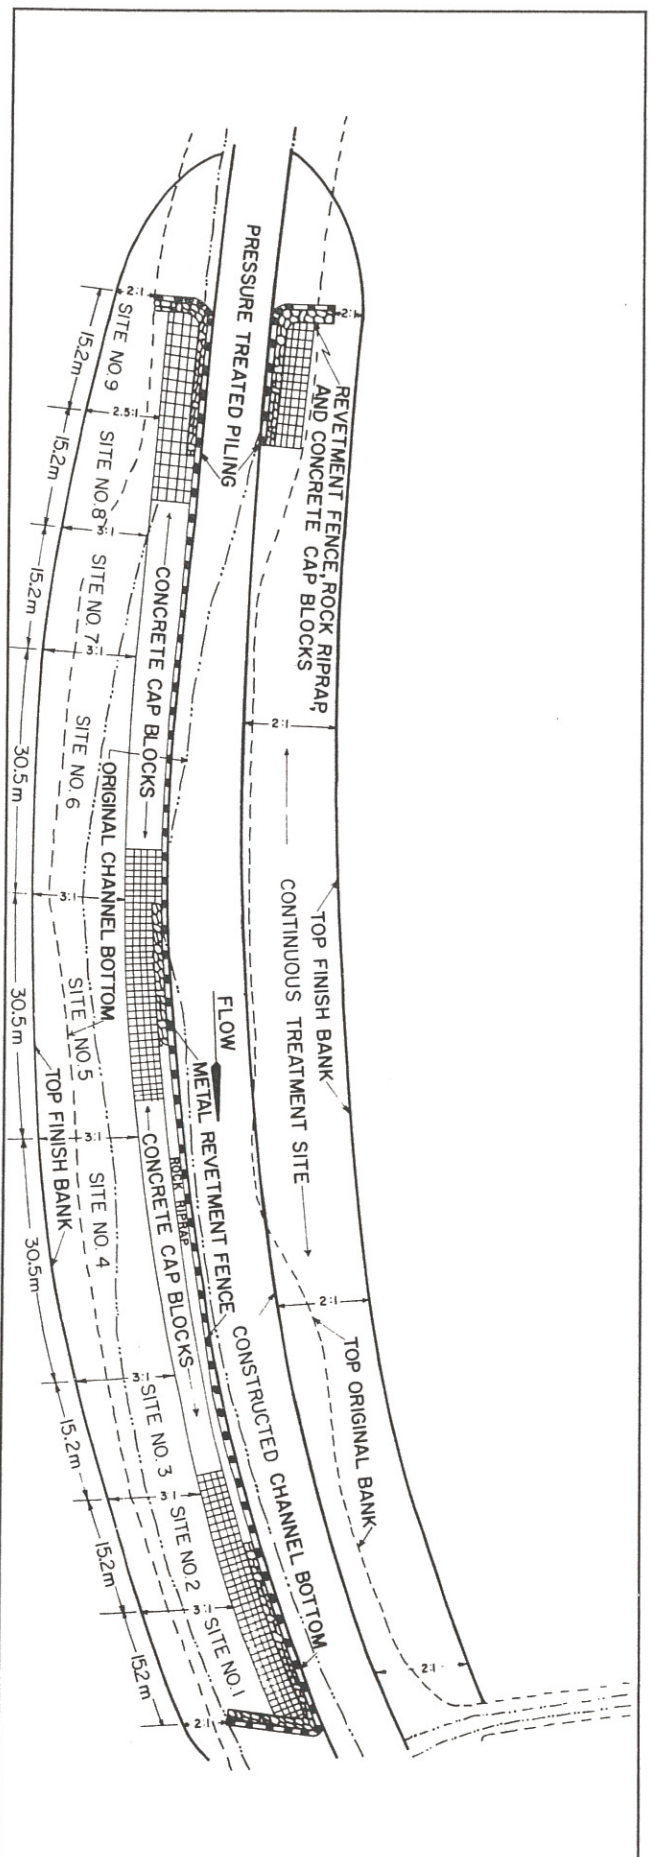 PRESSURE TREATED PILING
REVETMENT FENCE, ROCK RIPRAP,
AND CONCRETE CAP BLOCKS
2:1
2:1
SITE NO. 9
15.2m
2.5:1
SITE NO. 8
15.2m
3:1
SITE NO. 7
15.2m
3:1
CONCRETE CAP BLOCKS
2:1
SITE NO. 6
30.5m
ORIGINAL CHANNEL BOTTOM
3:1
TOP FINISH BANK
CONTINUOUS TREATMENT SITE
FLOW
SITE NO. 5
30.5m
TOP FINISH BANK
METAL REVETMENT FENCE
3:1
ROCK RIPRAP
CONCRETE CAP BLOCKS
SITE NO. 4
30.5m
2:1
TOP ORIGINAL BANK
CONSTRUCTED CHANNEL BOTTOM
3:1
SITE NO. 3
15.2m
3:1
SITE NO. 2
15.2m
3:1
SITE NO. 1
15.2m
2:1
2:1